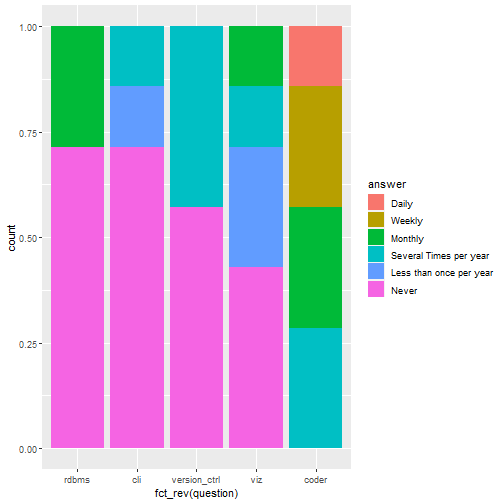 1.00
0.75
0.50
0.25
0.00
count
rdbms cli version_ctrl viz coder
fct_rev(question)
answer
Daily
Weekly
Monthly
Several Times per year
Less than once per year
Never